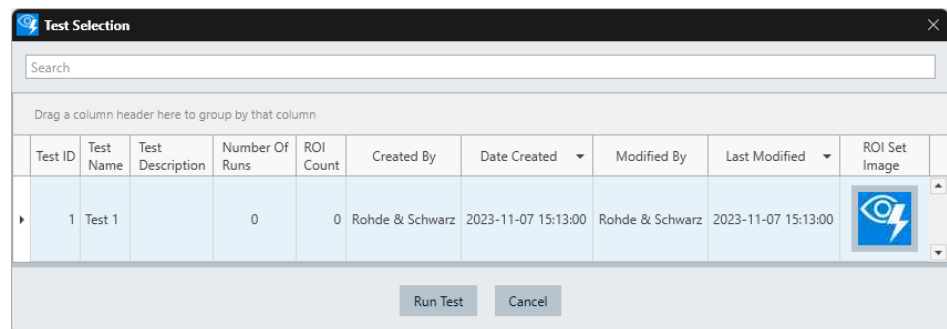 Test Selection
Search
Drag a column header here to group by that column
Test ID
Test
Name
Test
Description
Number Of
Runs
ROI
Count
Created By
Date Created
Modified By
Last Modified
ROI Set
Image
1
Test 1
0
0
Rohde & Schwarz
2023-11-07 15:13:00
Rohde & Schwarz
2023-11-07 15:13:00
Run Test
Cancel